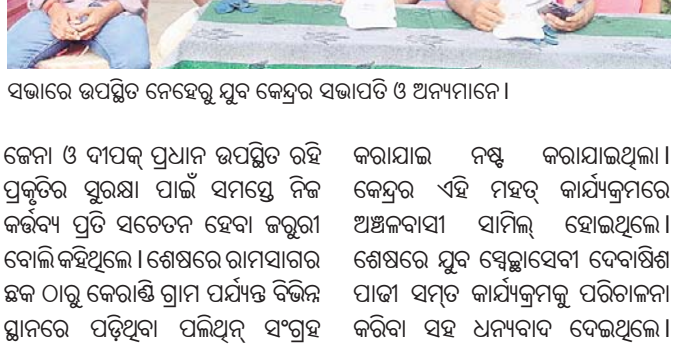 ସଭାରେ ଉପସ୍ଥିତ ନେହେରୁ ଯୁବ କେନ୍ଦ୍ରର ସଭାପତି ଓ ଅନ୍ୟମାନେ।
ଜେନା ଓ ଦୀପକ୍ ପ୍ରଧାନ ଉପସ୍ଥିତ ରହି
ପ୍ରକୃତିର ସୁରକ୍ଷା ପାଇଁ ସମସ୍ତେ ନିଜ
କର୍ତ୍ତବ୍ୟ ପ୍ରତି ସଚେତନ ହେବା ଜରୁରୀ
ବୋଲି କହିଥିଲେ। ଶେଷରେ ରାମସାଗର
ଛକ ଠାରୁ କେରାଣ୍ଡି ଗ୍ରାମ ପର୍ଯ୍ୟନ୍ତ ବିଭିନ୍ନ
ସ୍ଥାନରେ ପଡ଼ିଥିବା ପଲିଥିନ୍ ସଂଗ୍ରହ
କରାଯାଇ ନଷ୍ଟ କରାଯାଇଥିଲା।
କେନ୍ଦ୍ରର ଏହି ମହତ୍ କାର୍ଯ୍ୟକ୍ରମରେ
ଅଞ୍ଚଳବାସୀ ସାମିଲ୍ ହୋଇଥିଲେ।
ଶେଷରେ ଯୁବ ସ୍ୱେଚ୍ଛାସେବୀ ଦେବାଷିଶ
ପାଢୀ ସମ୍ତ କାର୍ଯ୍ୟକ୍ରମକୁ ପରିଚାଳନା
କରିବା ସହ ଧନ୍ୟବାଦ ଦେଇଥିଲେ।